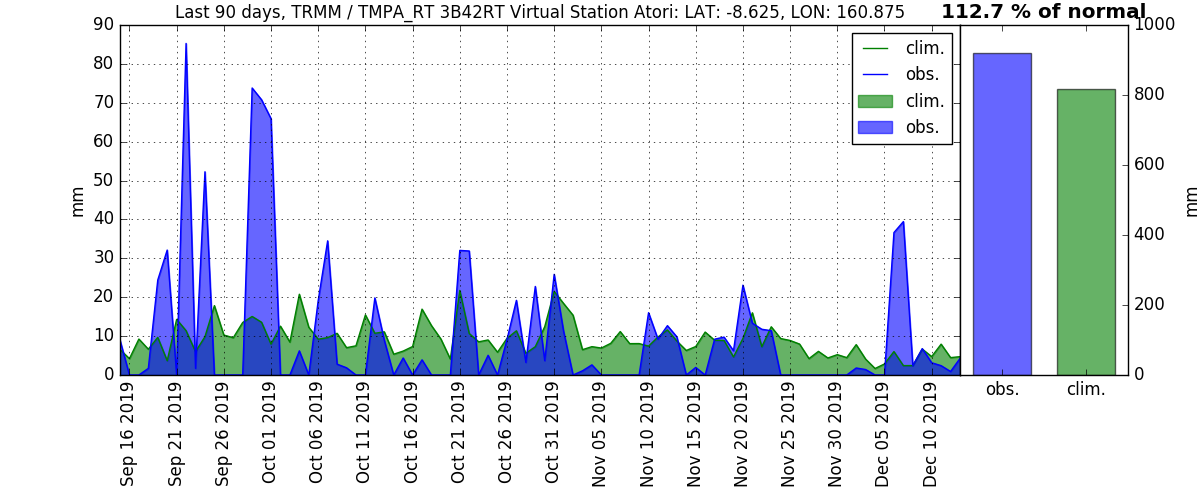 Last 90 days, TRMM / TMPA_RT 3B42RT Virtual Station Atori: LAT: -8.625, LON: 160.875
112.7 % of normal
90
80
70
60
50
40
30
20
10
0
mm
clim.
obs.
clim.
obs.
1000
800
600
400
200
0
mm
obs.
clim.
Sep 16 2019
Sep 21 2019
Sep 26 2019
Oct 01 2019
Oct 06 2019
Oct 11 2019
Oct 16 2019
Oct 21 2019
Oct 26 2019
Oct 31 2019
Nov 05 2019
Nov 10 2019
Nov 15 2019
Nov 20 2019
Nov 25 2019
Nov 30 2019
Dec 05 2019
Dec 10 2019